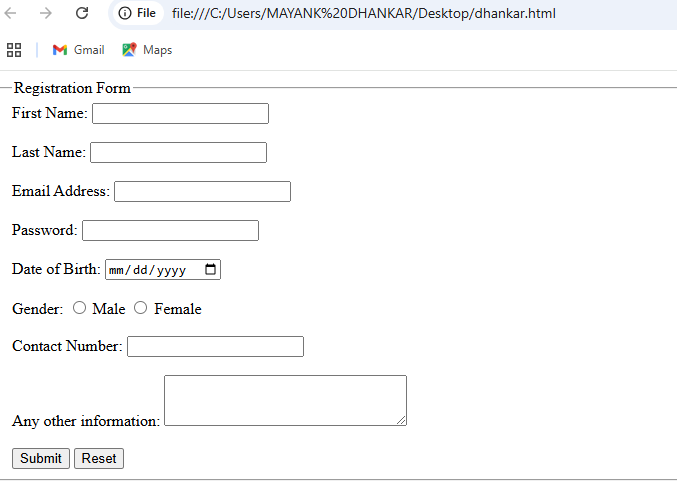 File file:///C:/Users/MAYANK%20DHANKAR/Desktop/dhankar.html
Gmail Maps
Registration Form
First Name:
Last Name:
Email Address:
Password:
Date of Birth: mm/dd/yyyy
Gender: Male Female
Contact Number:
Any other information:
Submit Reset